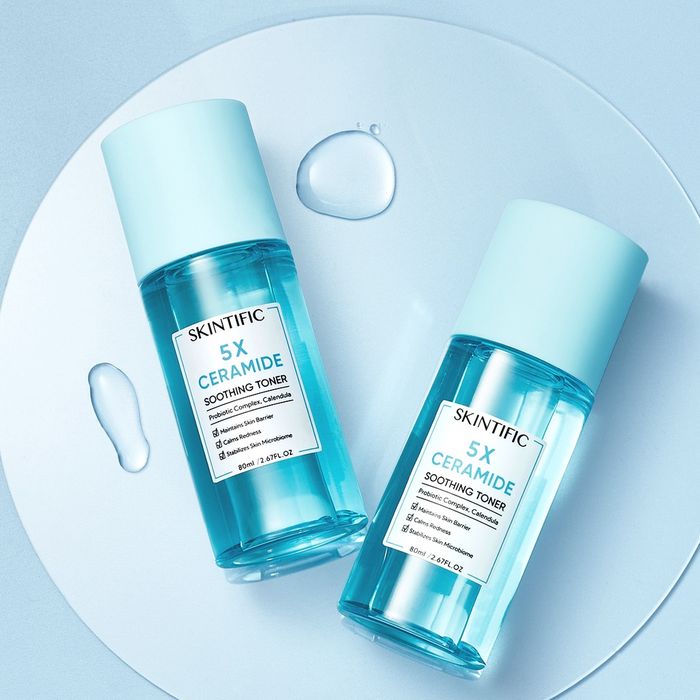 SKINTIFIC
5X
CERAMIDE
SOOTHING TONER
Probiotic Complex, Calendula
Maintains Skin Barrier
Calms Redness
Stabilizes Skin Microbiome
80ml / 2.67FL.OZ
SKINTIFIC
5X
CERAMIDE
SOOTHING TONER
Probiotic Complex, Calendula
Maintains Skin Barrier
Calms Redness
Stabilizes Skin Microbiome
80ml / 2.67FL.OZ